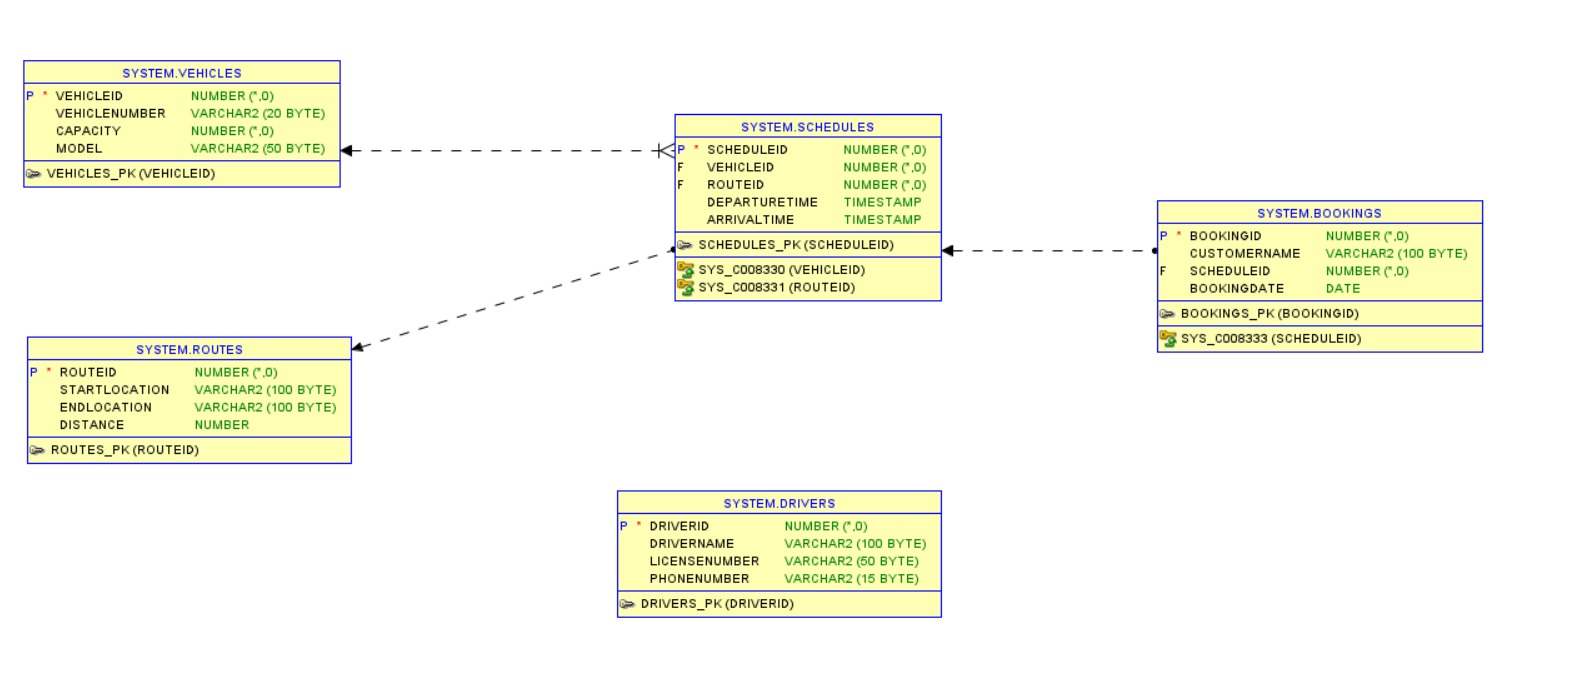 SYSTEM.VEHICLES
P * VEHICLEID NUMBER (*,0)
VEHICLENUMBER VARCHAR2 (20 BYTE)
CAPACITY NUMBER (*,0)
MODEL VARCHAR2 (50 BYTE)
VEHICLES_PK (VEHICLEID)
SYSTEM.SCHEDULES
P * SCHEDULEID NUMBER (*,0)
F VEHICLEID NUMBER (*,0)
F ROUTEID NUMBER (*,0)
DEPARTURETIME TIMESTAMP
ARRIVALTIME TIMESTAMP
SCHEDULES_PK (SCHEDULEID)
SYS_C008330 (VEHICLEID)
SYS_C008331 (ROUTEID)
SYSTEM.BOOKINGS
P * BOOKINGID NUMBER (*,0)
CUSTOMERNAME VARCHAR2 (100 BYTE)
F SCHEDULEID NUMBER (*,0)
BOOKINGDATE DATE
BOOKINGS_PK (BOOKINGID)
SYS_C008333 (SCHEDULEID)
SYSTEM.ROUTES
P * ROUTEID NUMBER (*,0)
STARTLOCATION VARCHAR2 (100 BYTE)
ENDLOCATION VARCHAR2 (100 BYTE)
DISTANCE NUMBER
ROUTES_PK (ROUTEID)
SYSTEM.DRIVERS
P * DRIVERID NUMBER (*,0)
DRIVERNAME VARCHAR2 (100 BYTE)
LICENSENUMBER VARCHAR2 (50 BYTE)
PHONENUMBER VARCHAR2 (15 BYTE)
DRIVERS_PK (DRIVERID)